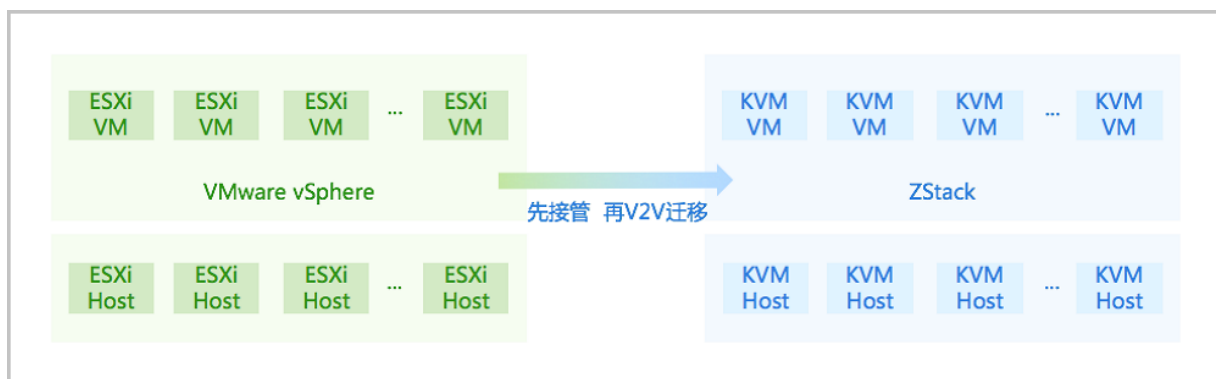 ESXi ESXi ESXi ESXi
VM VM VM ... VM
VMware vSphere
先接管 再V2V迁移
KVM KVM KVM KVM
VM VM VM ... VM
ZStack
ESXi ESXi ESXi ESXi
Host Host Host ... Host
KVM KVM KVM KVM
Host Host Host ... Host